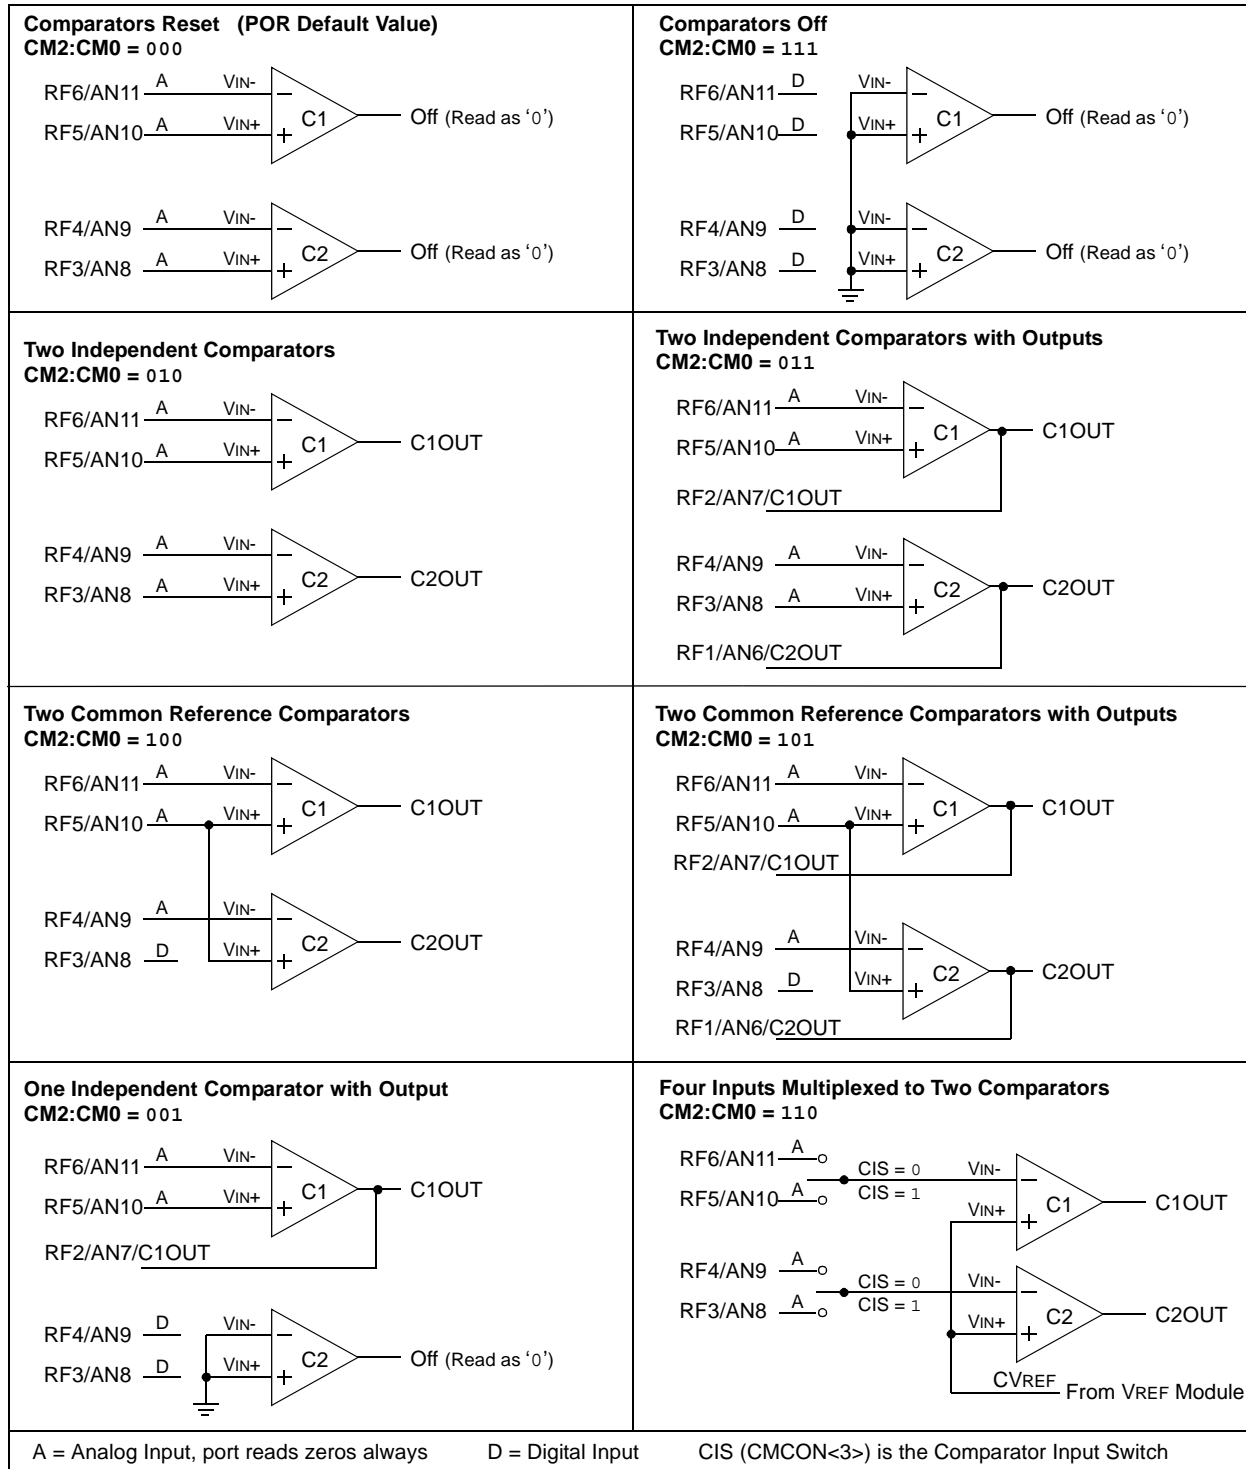 Comparators Reset (POR Default Value)
CM2:CM0 = 000
RF6/AN11 A VIN-
RF5/AN10 A VIN+
C1
Off (Read as ‘0’)
RF4/AN9 A VIN-
RF3/AN8 A VIN+
C2
Off (Read as ‘0’)
Comparators Off
CM2:CM0 = 111
RF6/AN11 D VIN-
RF5/AN10 D VIN+
C1
Off (Read as ‘0’)
RF4/AN9 D VIN-
RF3/AN8 D VIN+
C2
Off (Read as ‘0’)
Two Independent Comparators
CM2:CM0 = 010
RF6/AN11 A VIN-
RF5/AN10 A VIN+
C1
C1OUT
RF4/AN9 A VIN-
RF3/AN8 A VIN+
C2
C2OUT
Two Independent Comparators with Outputs
CM2:CM0 = 011
RF6/AN11 A VIN-
RF5/AN10 A VIN+
C1
C1OUT
RF2/AN7/C1OUT
RF4/AN9 A VIN-
RF3/AN8 A VIN+
C2
C2OUT
RF1/AN6/C2OUT
Two Common Reference Comparators
CM2:CM0 = 100
RF6/AN11 A VIN-
RF5/AN10 A VIN+
C1
C1OUT
RF4/AN9 A VIN-
RF3/AN8 D VIN+
C2
C2OUT
Two Common Reference Comparators with Outputs
CM2:CM0 = 101
RF6/AN11 A VIN-
RF5/AN10 A VIN+
C1
C1OUT
RF2/AN7/C1OUT
RF4/AN9 A VIN-
RF3/AN8 D VIN+
C2
C2OUT
RF1/AN6/C2OUT
One Independent Comparator with Output
CM2:CM0 = 001
RF6/AN11 A VIN-
RF5/AN10 A VIN+
C1
C1OUT
RF2/AN7/C1OUT
RF4/AN9 D VIN-
RF3/AN8 D VIN+
C2
Off (Read as ‘0’)
Four Inputs Multiplexed to Two Comparators
CM2:CM0 = 110
RF6/AN11 A
CIS = 0 VIN-
RF5/AN10 A CIS = 1
VIN+
C1
C1OUT
RF4/AN9 A
CIS = 0 VIN-
RF3/AN8 A CIS = 1
VIN+
C2
C2OUT
CVREF
From VREF Module
A = Analog Input, port reads zeros always D = Digital Input CIS (CMCON<3>) is the Comparator Input Switch